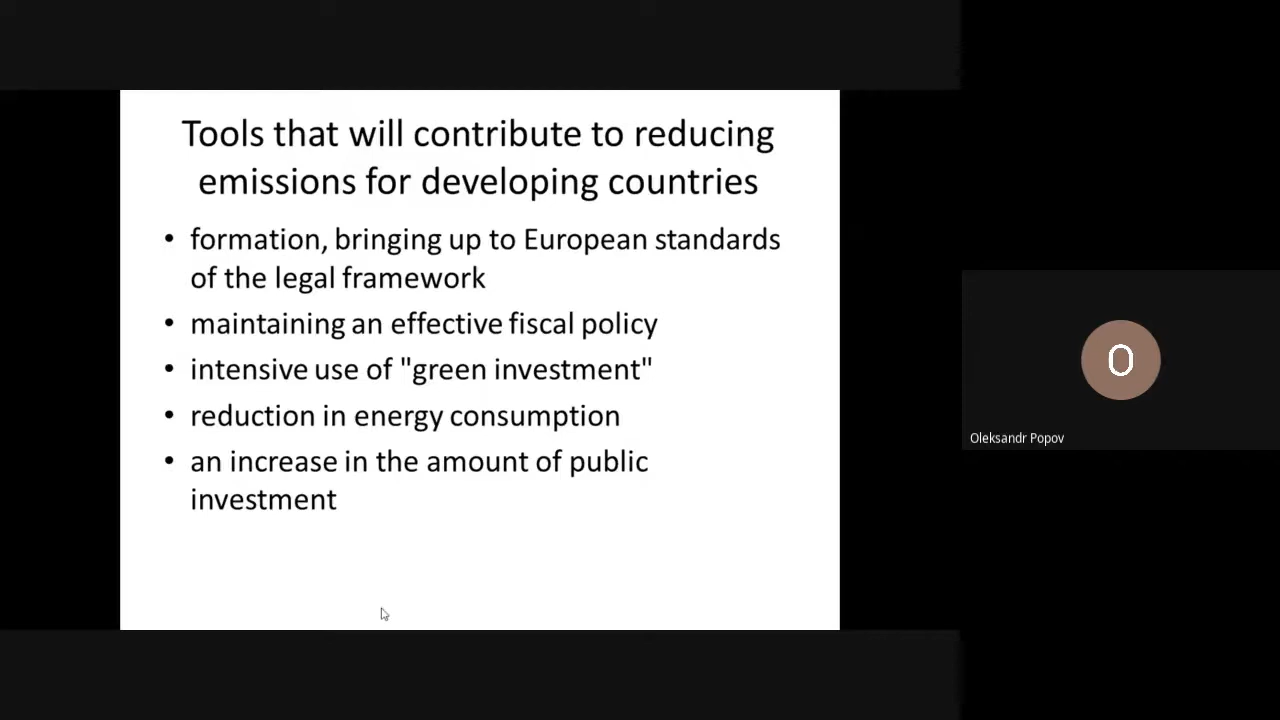 Tools that will contribute to reducing
emissions for developing countries
• formation, bringing up to European standards
of the legal framework
• maintaining an effective fiscal policy
• intensive use of "green investment"
• reduction in energy consumption
• an increase in the amount of public
investment
O
Oleksandr Popov